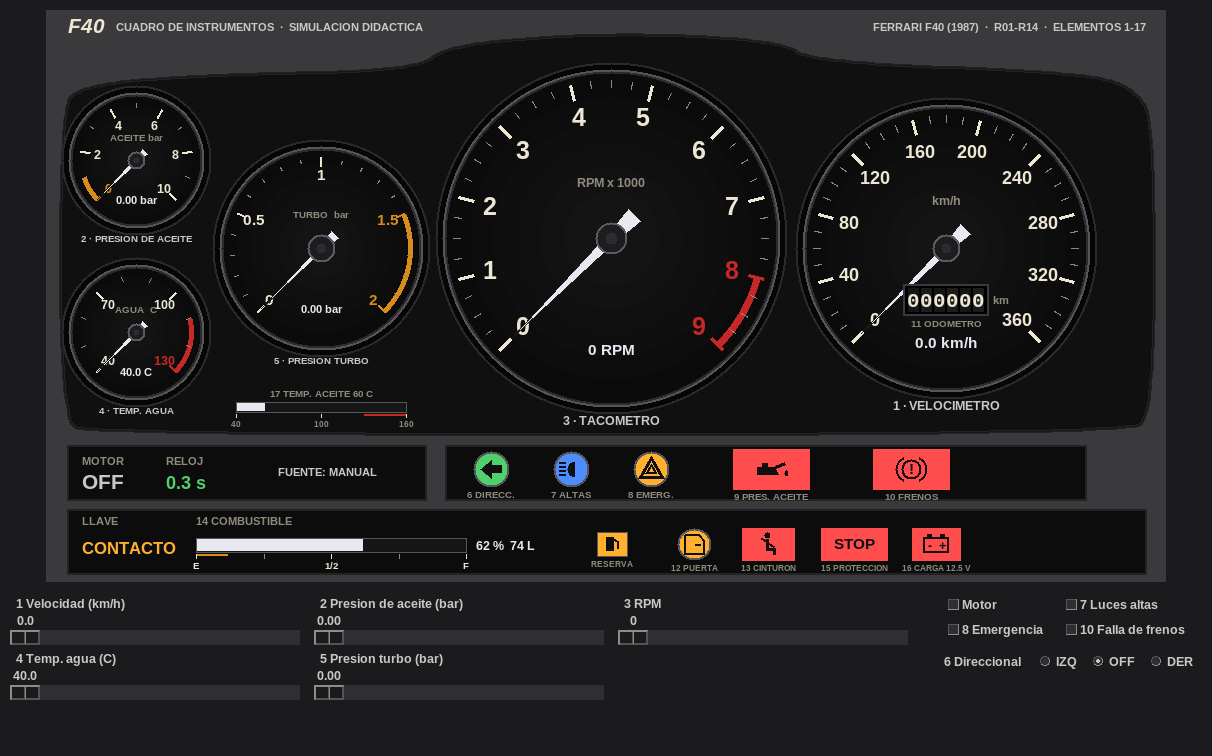 F40 CUADRO DE INSTRUMENTOS · SIMULACION DIDACTICA
FERRARI F40 (1987) · R01-R14 · ELEMENTOS 1-17
0 2 4 6 8 10
ACEITE bar
0.00 bar
2 · PRESION DE ACEITE
0 0.5 1 1.5 2
TURBO bar
0.00 bar
5 · PRESION TURBO
0 1 2 3 4 5 6 7 8 9
RPM x 1000
0 RPM
3 · TACOMETRO
0 40 80 120 160 200 240 280 320 360
km/h
000000 km
11 ODOMETRO
0.0 km/h
1 · VELOCIMETRO
40 70 100 130
AGUA C
40.0 C
4 · TEMP. AGUA
17 TEMP. ACEITE 60 C
40 100 160
MOTOR
OFF
RELOJ
0.3 s
FUENTE: MANUAL
6 DIRECC.
7 ALTAS
8 EMERG.
9 PRES. ACEITE
10 FRENOS
LLAVE
CONTACTO
14 COMBUSTIBLE
62 % 74 L
E 1/2 F
RESERVA
12 PUERTA
13 CINTURON
STOP
15 PROTECCION
16 CARGA 12.5 V
1 Velocidad (km/h)
0.0
2 Presion de aceite (bar)
0.00
3 RPM
0
4 Temp. agua (C)
40.0
5 Presion turbo (bar)
0.00
Motor
7 Luces altas
8 Emergencia
10 Falla de frenos
6 Direccional IZQ OFF DER